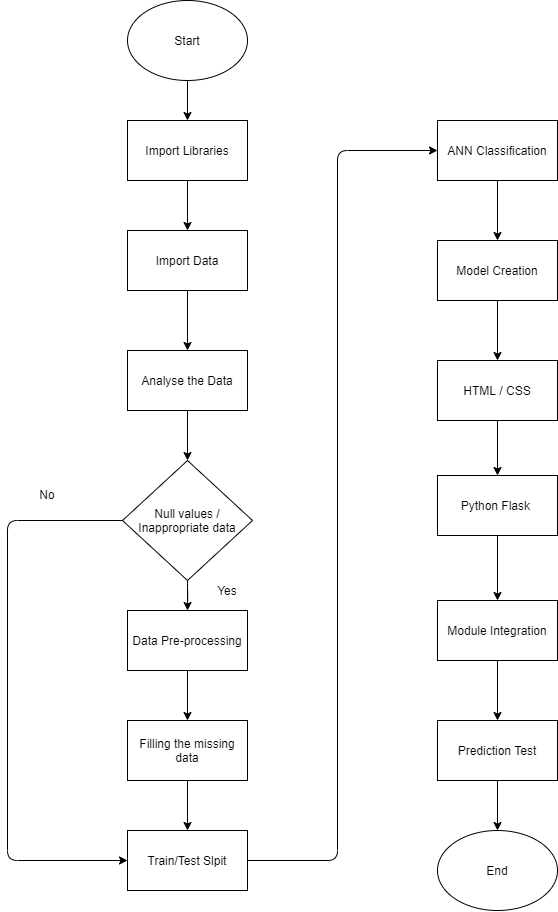 Start
Import Libraries
Import Data
Analyse the Data
No
Null values /
Inappropriate data
Yes
Data Pre-processing
Filling the missing
data
Train/Test Slpit
ANN Classification
Model Creation
HTML / CSS
Python Flask
Module Integration
Prediction Test
End